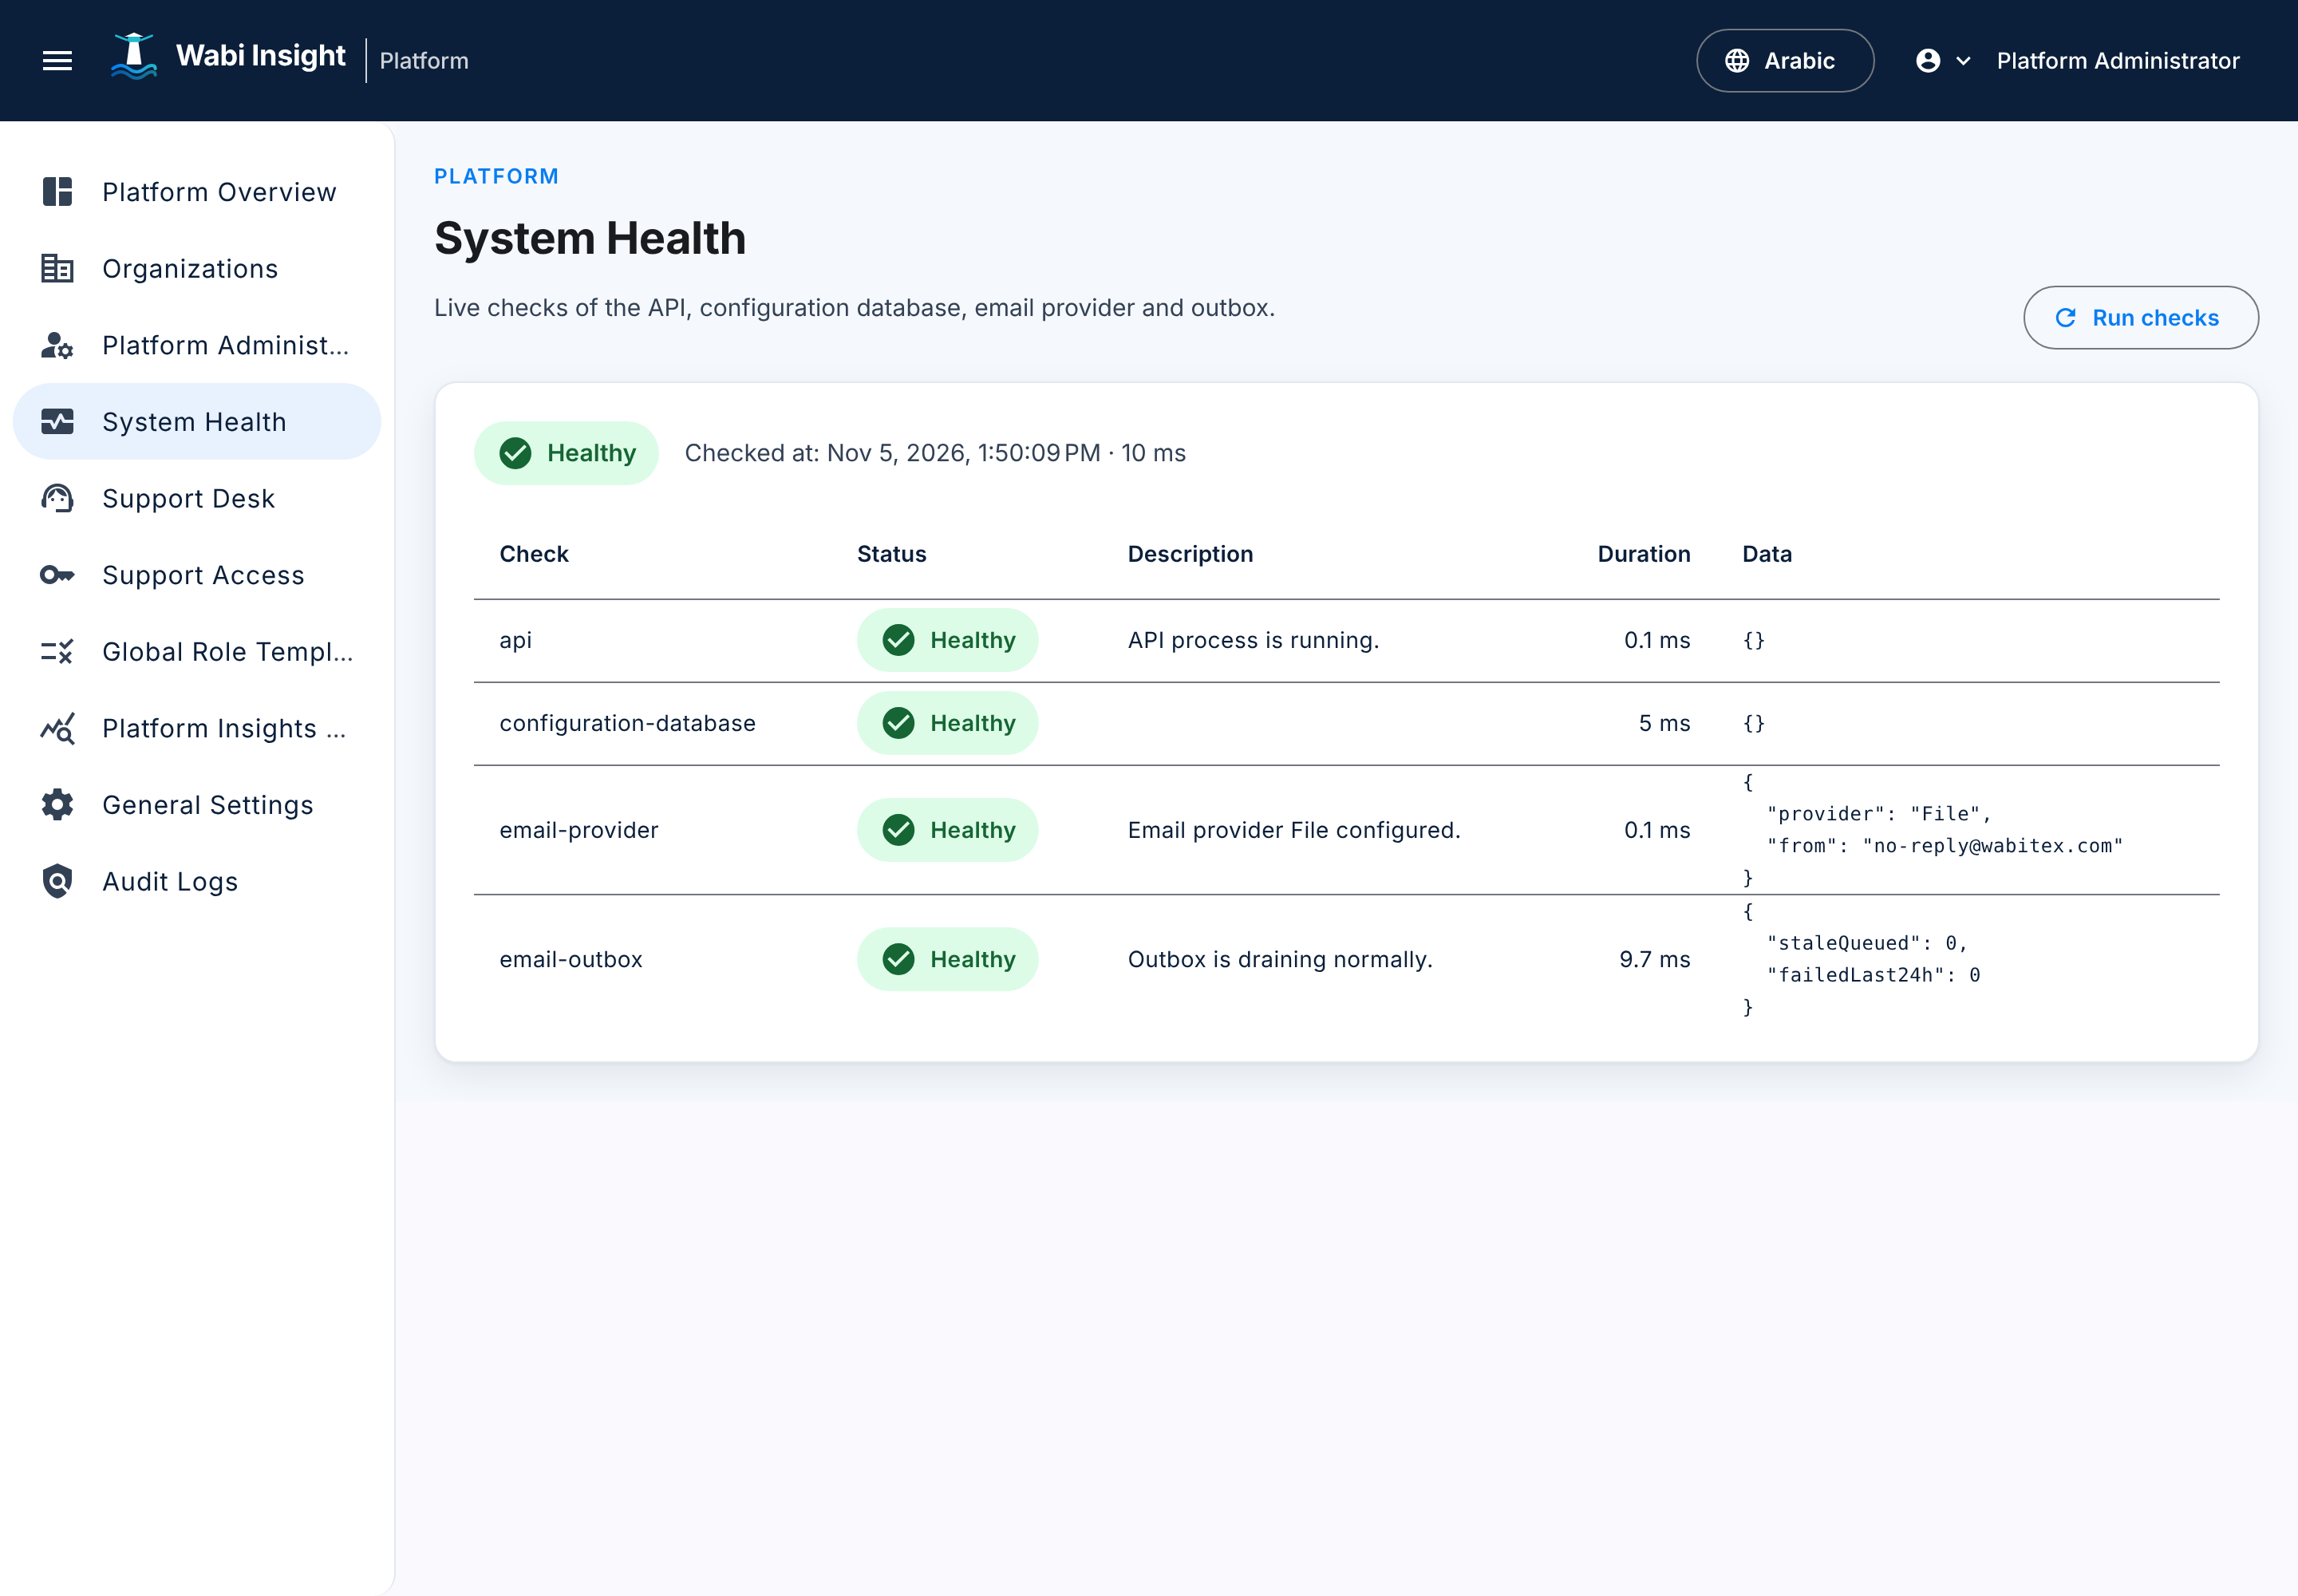 Wabi Insight
Platform
Arabic
Platform Administrator
Platform Overview
Organizations
Platform Administ...
System Health
Support Desk
Support Access
Global Role Templ...
Platform Insights ...
General Settings
Audit Logs
PLATFORM
System Health
Live checks of the API, configuration database, email provider and outbox.
Run checks
Healthy
Checked at: Nov 5, 2026, 1:50:09 PM · 10 ms
Check Status Description Duration Data
api Healthy API process is running. 0.1 ms {}
configuration-database Healthy 5 ms {}
email-provider Healthy Email provider File configured. 0.1 ms
{
"provider": "File",
"from": "no-reply@wabitex.com"
}
email-outbox Healthy Outbox is draining normally. 9.7 ms
{
"staleQueued": 0,
"failedLast24h": 0
}